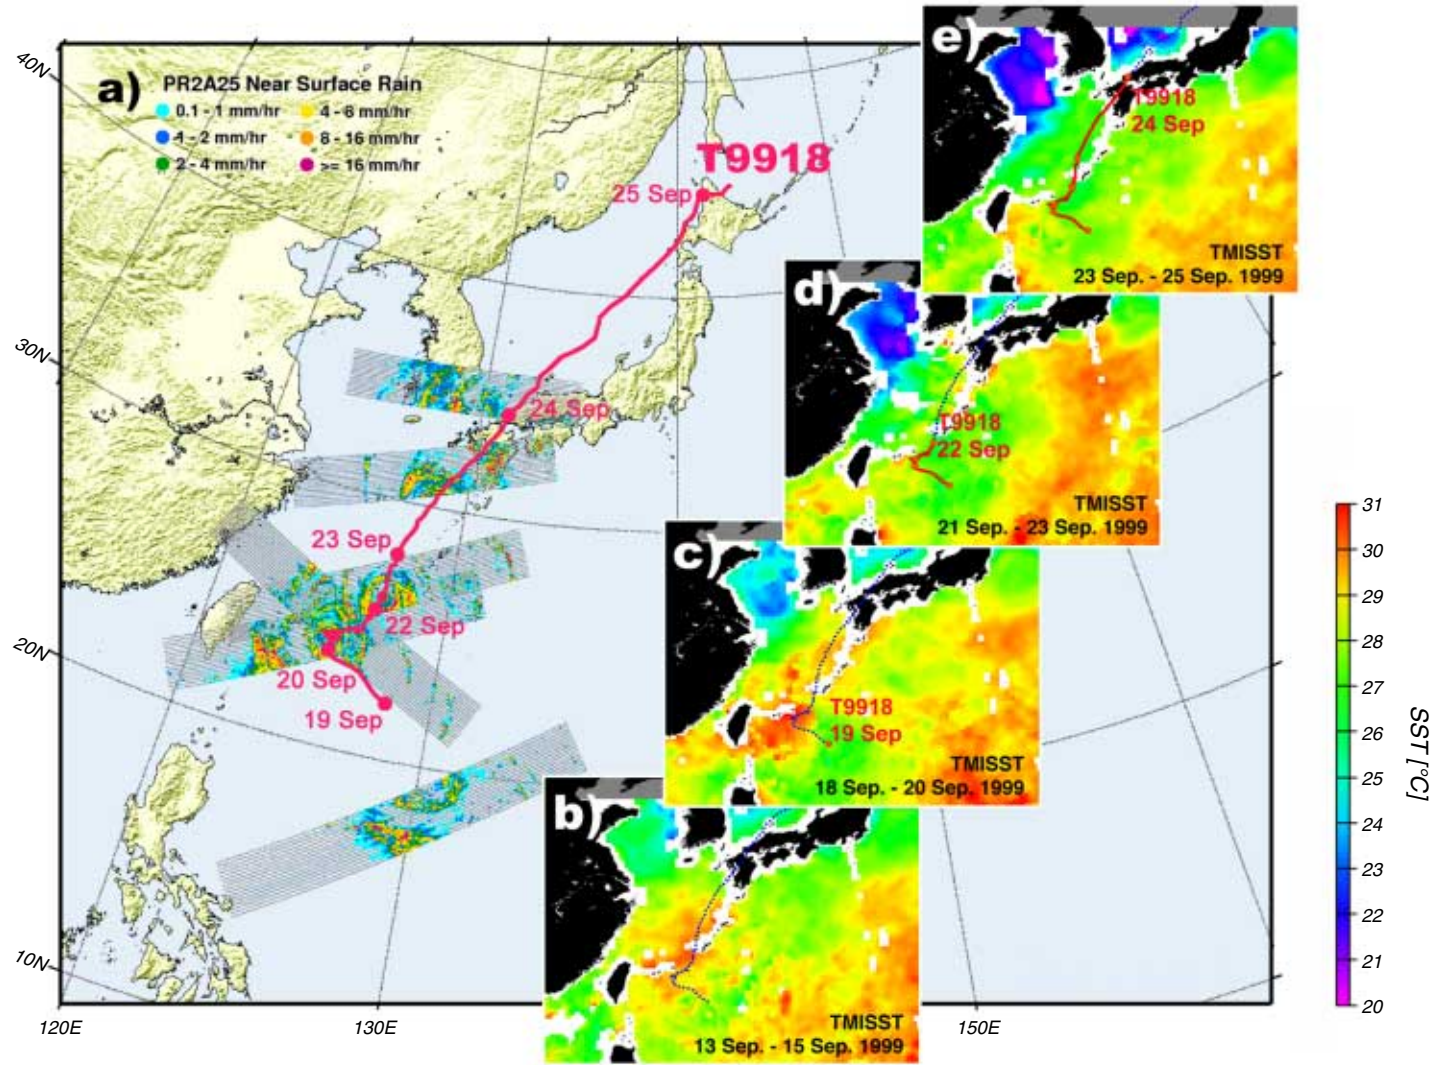 a)
PR2A25 Near Surface Rain
0.1 - 1 mm/hr
4 - 6 mm/hr
1 - 2 mm/hr
8 - 16 mm/hr
2 - 4 mm/hr
>= 16 mm/hr
T9918
25 Sep
24 Sep
23 Sep
22 Sep
20 Sep
19 Sep
40N
30N
20N
10N
120E
130E
150E
e)
T9918
24 Sep
TMISST
23 Sep. - 25 Sep. 1999
d)
T9918
22 Sep
TMISST
21 Sep. - 23 Sep. 1999
c)
T9918
19 Sep
TMISST
18 Sep. - 20 Sep. 1999
b)
TMISST
13 Sep. - 15 Sep. 1999
31
30
29
28
27
26
25
24
23
22
21
20
SST [°C]